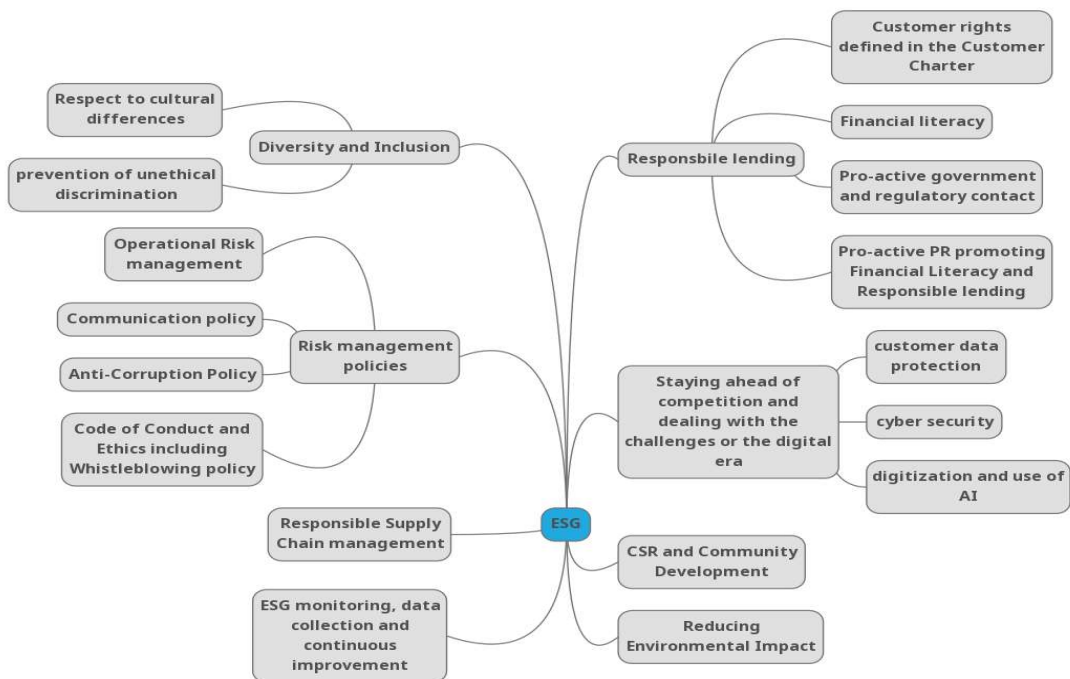 Respect to cultural
differences
prevention of unethical
discrimination
Diversity and Inclusion
Operational Risk
management
Communication policy
Anti-Corruption Policy
Code of Conduct and
Ethics including
Whistleblowing policy
Risk management
policies
Responsible Supply
Chain management
ESG monitoring, data
collection and
continuous
improvement
ESG
Responsbile lending
Customer rights
defined in the Customer
Charter
Financial literacy
Pro-active government
and regulatory contact
Pro-active PR promoting
Financial Literacy and
Responsible lending
Staying ahead of
competition and
dealing with the
challenges or the digital
era
customer data
protection
cyber security
digitization and use of
AI
CSR and Community
Development
Reducing
Environmental Impact